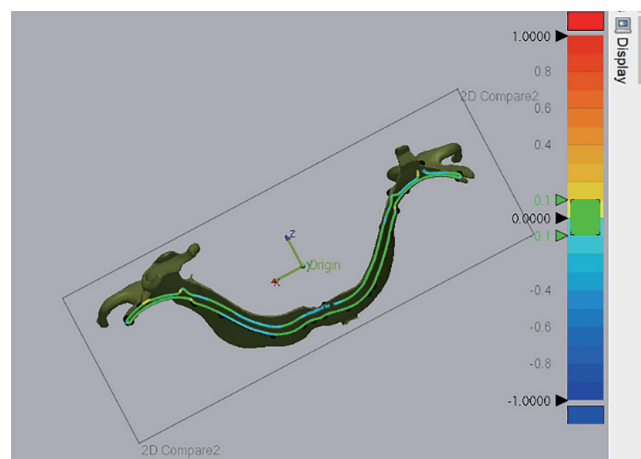 1.0000
Display
0.8
0.6
2D Compare2
0.4
0.1
0.0000
0.1
Z
Y
Origin
X
-0.4
-0.6
-0.8
-1.0000
2D Compare2